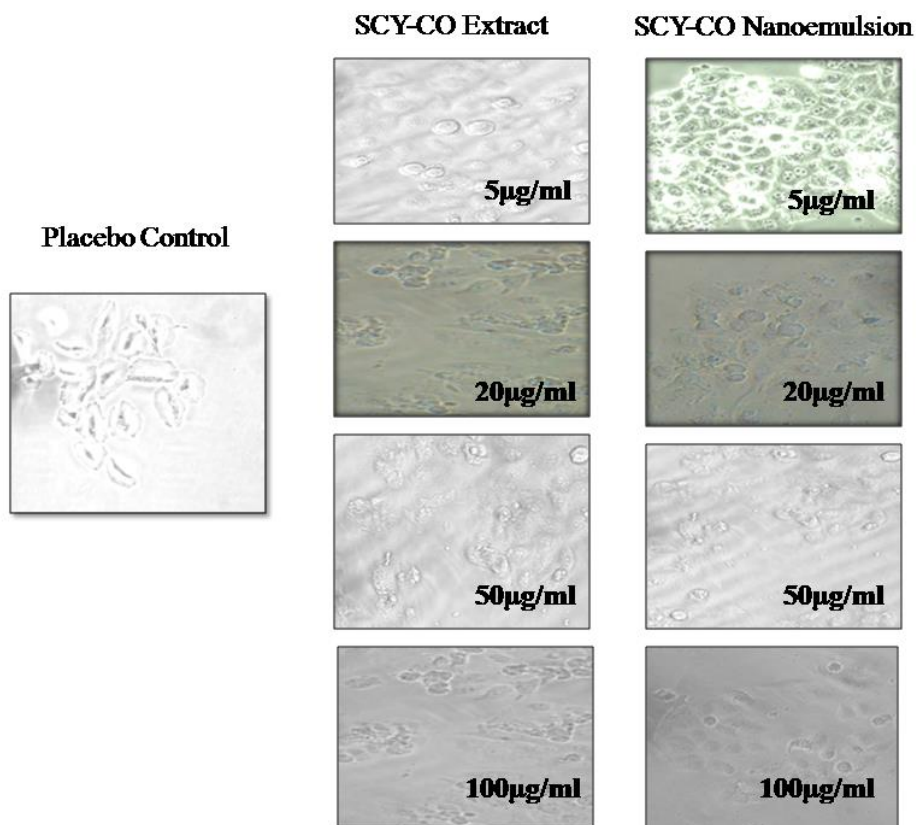 SCY-CO Extract
SCY-CO Nanoemulsion
Placebo Control
5µg/ml
5µg/ml
20µg/ml
20µg/ml
50µg/ml
50µg/ml
100µg/ml
100µg/ml